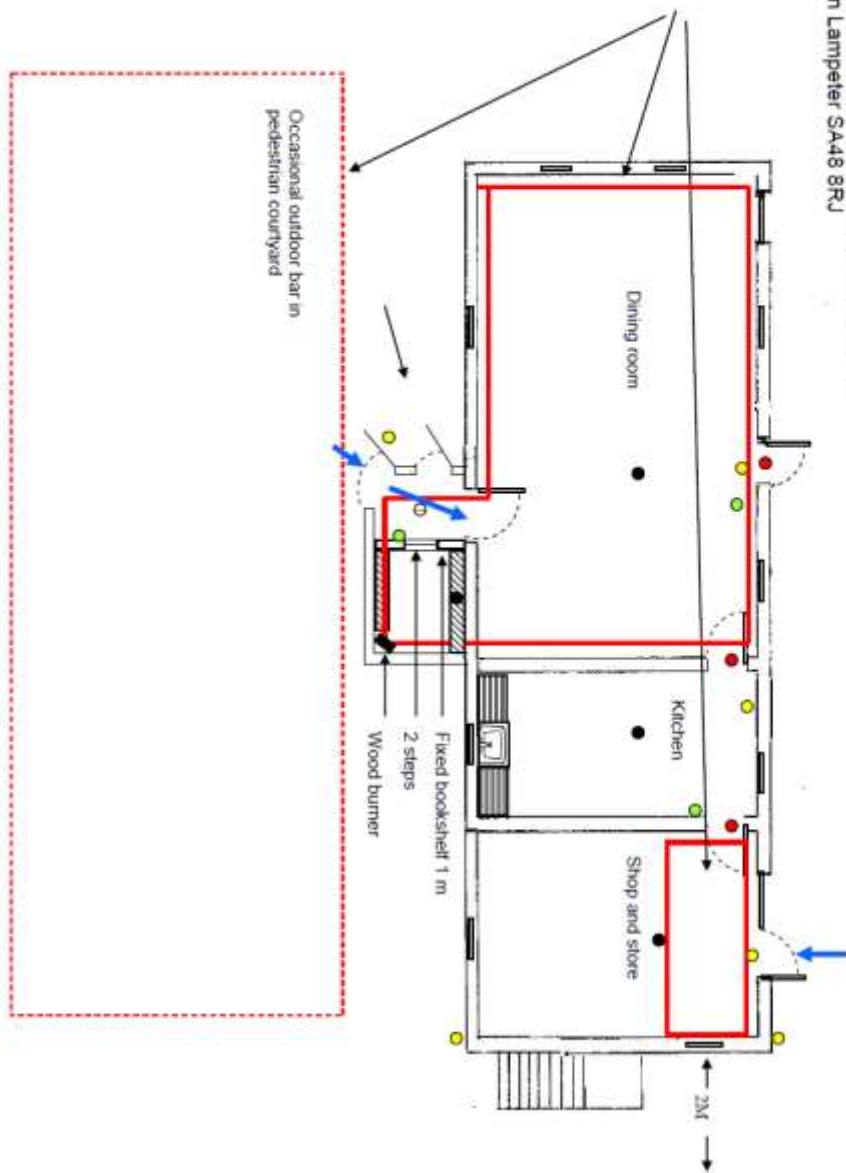 n Lampeter SA48 8RJ
Dining room
Kitchen
Shop and store
2M
Fixed bookshelf 1 m
2 steps
Wood burner
Occasional outdoor bar in
pedestrian courtyard